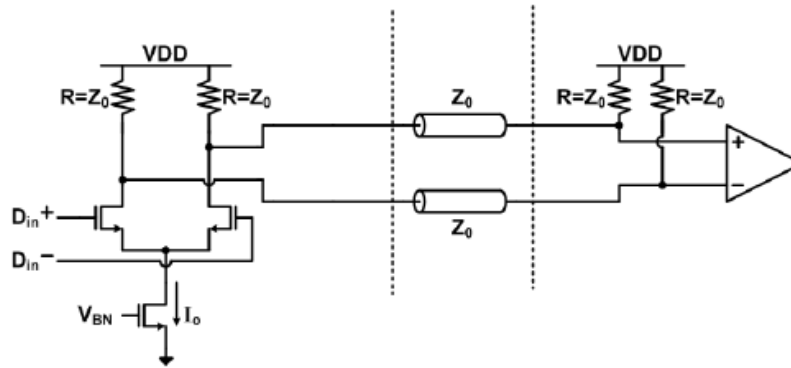 VDD
R=Z₀
R=Z₀
Z₀
VDD
R=Z₀
R=Z₀
+
−
Z₀
Din+
Din−
VBN
Io